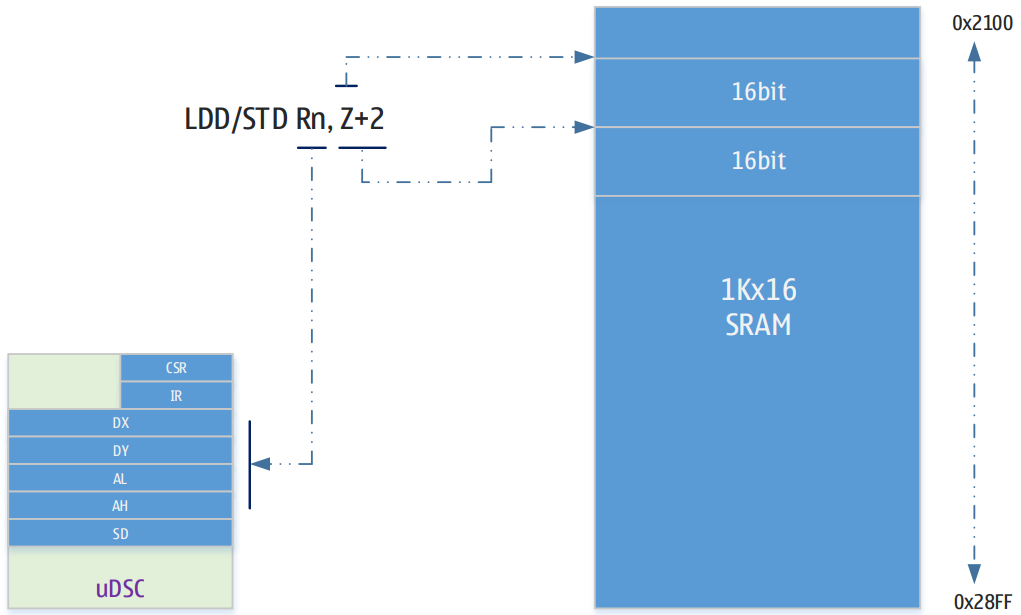 0x2100
16bit
LDD/STD Rn, Z+2
16bit
1Kx16
SRAM
CSR
IR
DX
DY
AL
AH
SD
uDSC
0x28FF